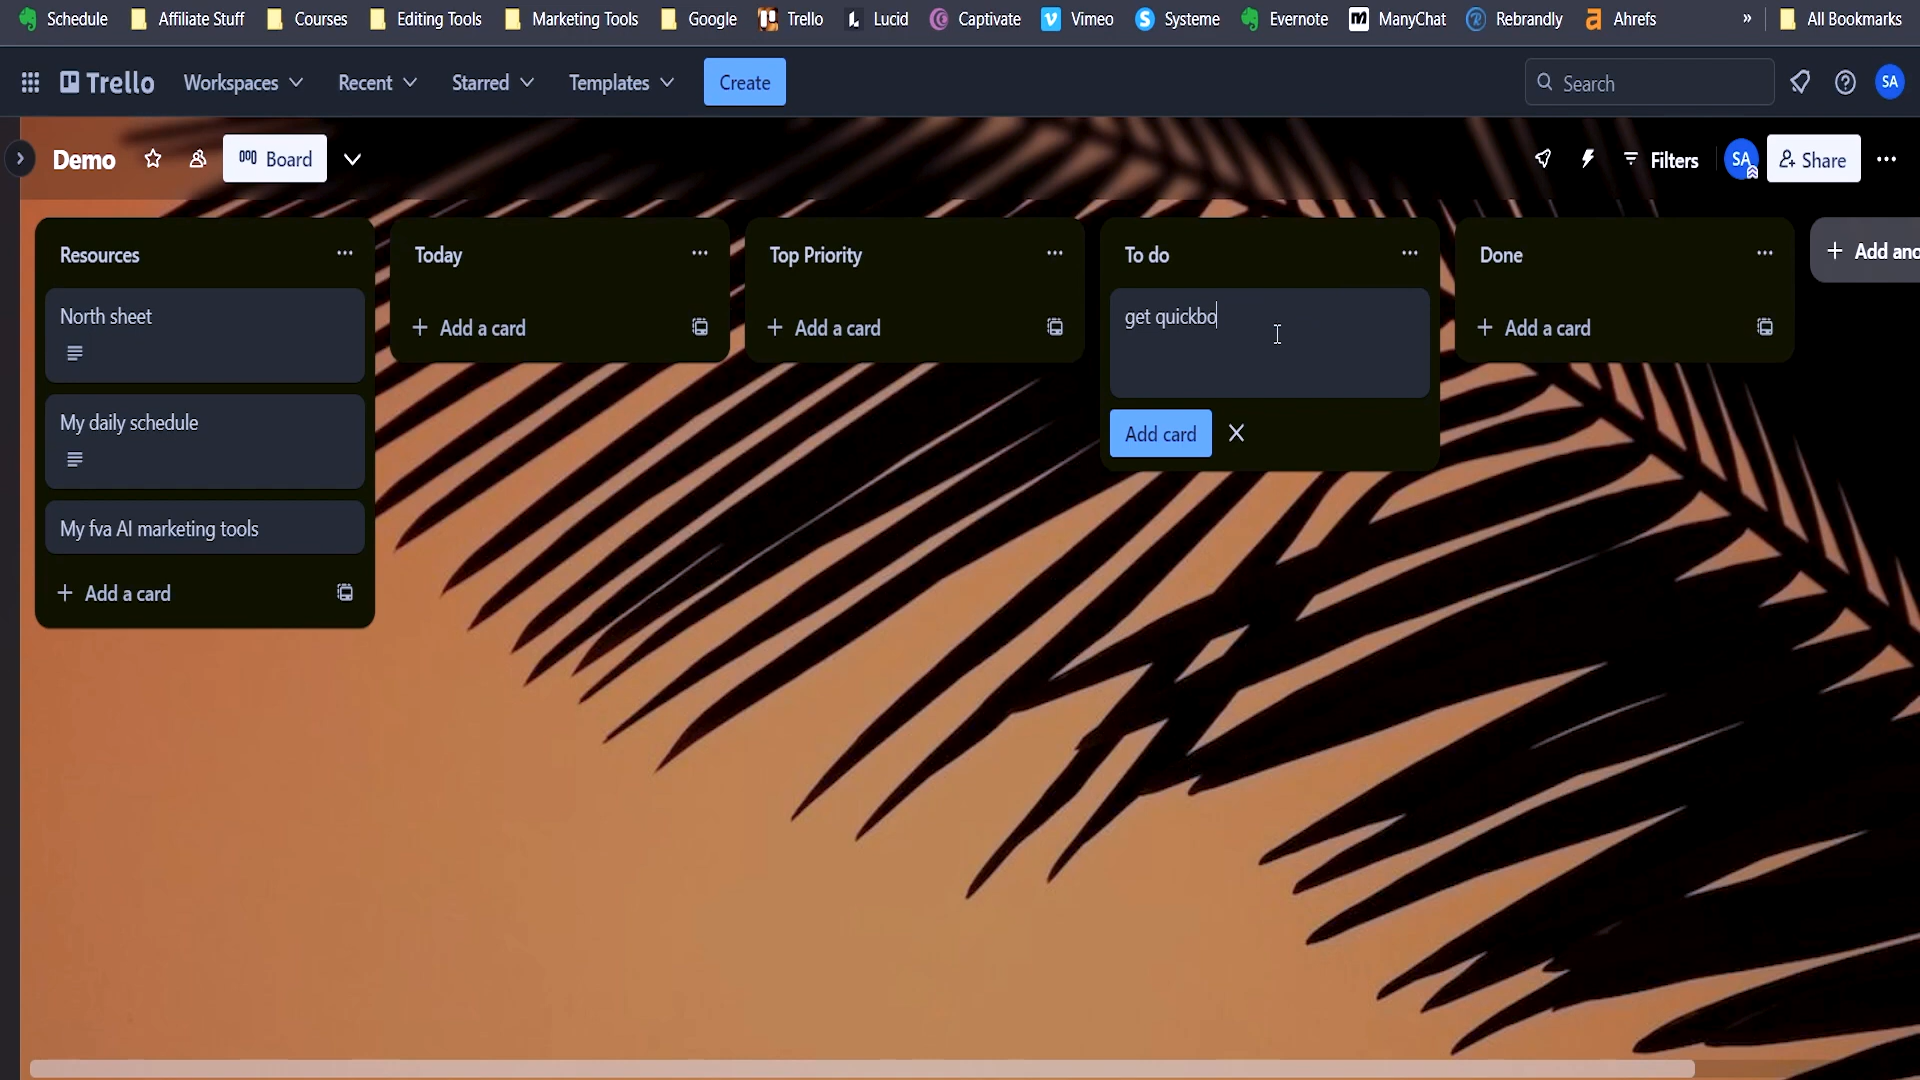 Schedule Affiliate Stuff Courses Editing Tools Marketing Tools Google Trello Lucid Captivate Vimeo Systeme Evernote ManyChat Rebrandly Ahrefs » All Bookmarks
Trello Workspaces Recent Starred Templates Create Search SA
Demo Board Filters SA Share
Resources
North sheet
My daily schedule
My fva AI marketing tools
+ Add a card
Today
+ Add a card
Top Priority
+ Add a card
To do
get quickbo
Add card
Done
+ Add a card
+ Add ano